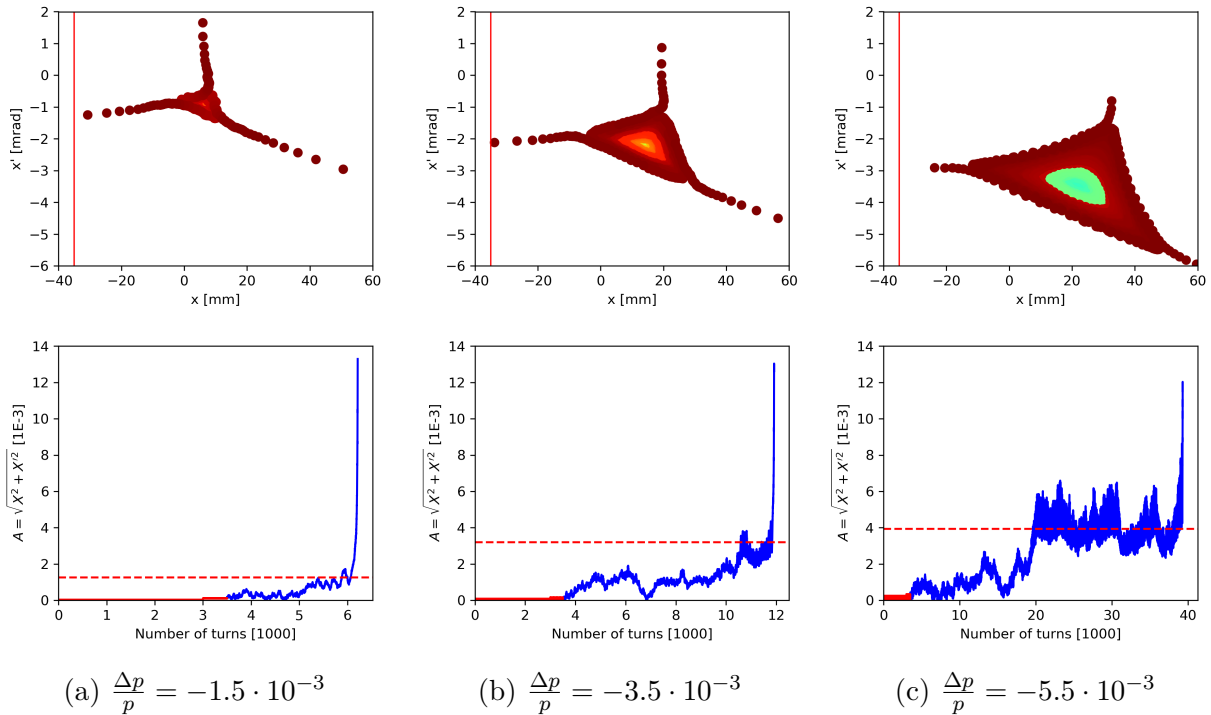 2
1
0
−1
−2
−3
−4
−5
−6
x' [mrad]
−40 −20 0 20 40 60
x [mm]
2
1
0
−1
−2
−3
−4
−5
−6
x' [mrad]
−40 −20 0 20 40 60
x [mm]
2
1
0
−1
−2
−3
−4
−5
−6
x' [mrad]
−40 −20 0 20 40 60
x [mm]
14
12
10
8
6
4
2
0
A = √X² + X′² [1E-3]
0 1 2 3 4 5 6
Number of turns [1000]
14
12
10
8
6
4
2
0
A = √X² + X′² [1E-3]
0 2 4 6 8 10 12
Number of turns [1000]
14
12
10
8
6
4
2
0
A = √X² + X′² [1E-3]
0 10 20 30 40
Number of turns [1000]
(a) Δp/p = −1.5 · 10⁻³
(b) Δp/p = −3.5 · 10⁻³
(c) Δp/p = −5.5 · 10⁻³